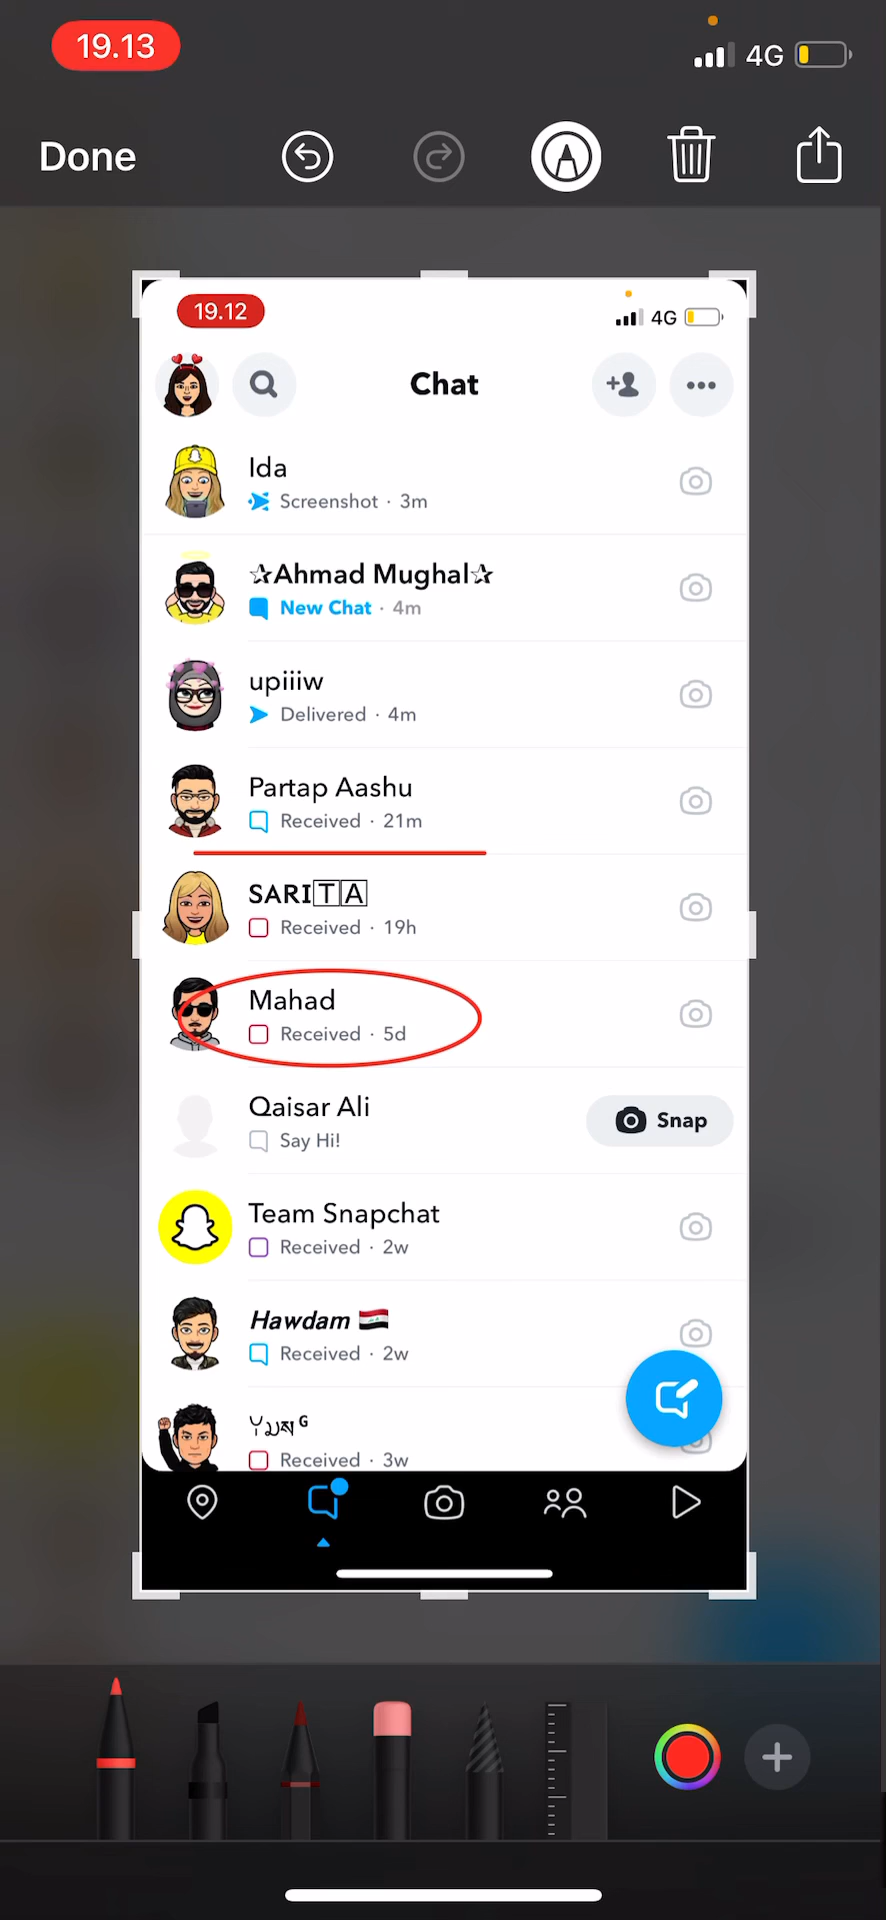 19.13
4G
Done
19.12
4G
Chat
Ida
Screenshot · 3m
☆Ahmad Mughal☆
New Chat · 4m
upiiiw
Delivered · 4m
Partap Aashu
Received · 21m
SARI🅃🄰
Received · 19h
Mahad
Received · 5d
Qaisar Ali
Say Hi!
Snap
Team Snapchat
Received · 2w
Hawdam 🇮🇶
Received · 2w
Received · 3w